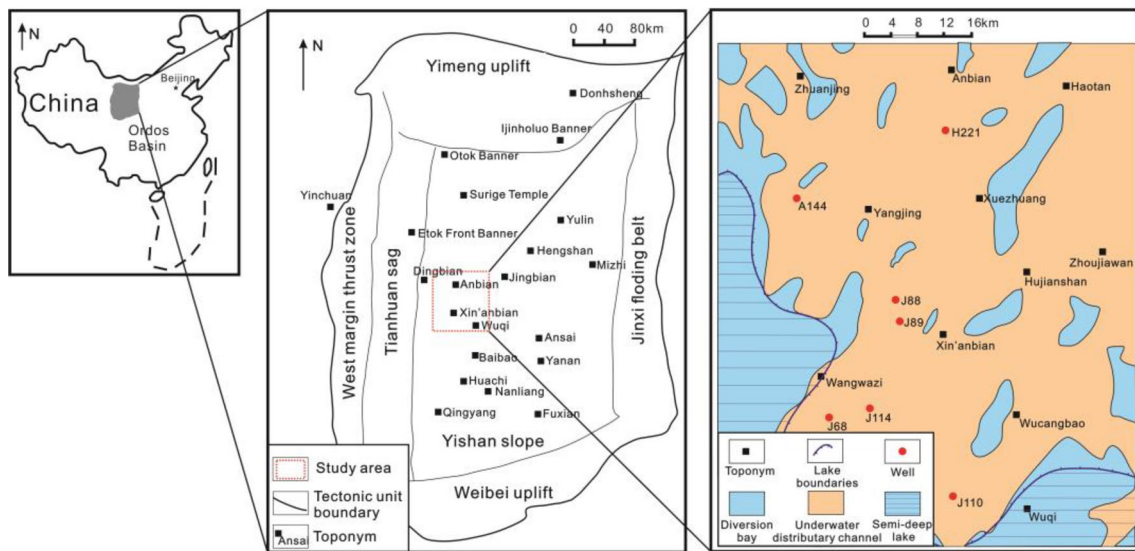 N
China
Beijing
Ordos
Basin
0 40 80km
N
Yimeng uplift
Donhsheng
Ijinholuo Banner
Otok Banner
Yinchuan
Surige Temple
Yulin
Etok Front Banner
Hengshan
Mizhi
Dingbian
Jingbian
Anbian
Xin'anbian
Wuqi
Ansai
Baibao
Yanan
Huachi
Nanliang
Qingyang
Fuxian
West margin thrust zone
Tianhuan sag
Jinxi floding belt
Yishan slope
Weibei uplift
Study area
Tectonic unit
boundary
Ansai
Toponym
0 4 8 12 16km
Zhuanjing
Anbian
Haotan
H221
A144
Yangjing
Xuezhuang
Zhoujiawan
Hujianshan
J88
J89
Xin'anbian
Wangwazi
J114
J68
Wucangbao
J110
Wuqi
Toponym
Lake
boundaries
Well
Diversion
bay
Underwater
distributary channel
Semi-deep
lake